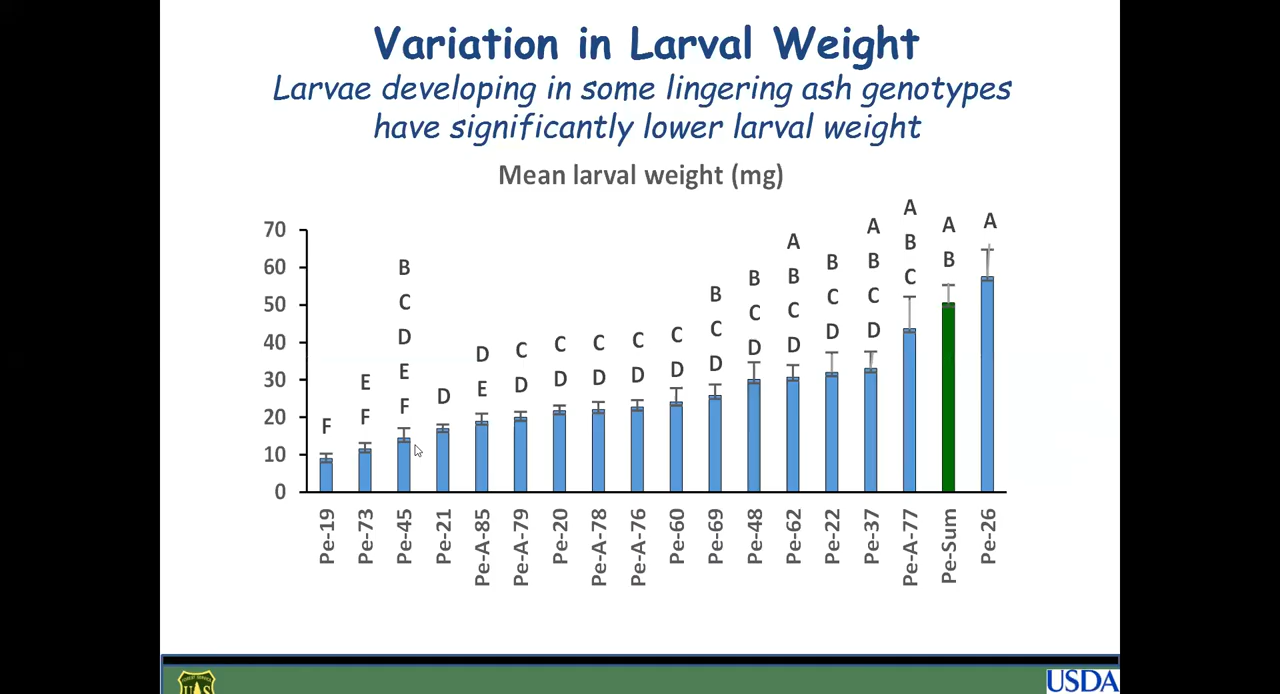 Variation in Larval Weight
Larvae developing in some lingering ash genotypes
have significantly lower larval weight
Mean larval weight (mg)
70
60
50
40
30
20
10
0
F
E
F
B
C
D
E
F
D
D
E
C
D
C
D
C
D
C
D
C
D
B
C
D
B
C
D
A
B
C
D
B
C
D
A
B
C
D
A
B
C
A
B
A
Pe-19
Pe-73
Pe-45
Pe-21
Pe-A-85
Pe-A-79
Pe-20
Pe-A-78
Pe-A-76
Pe-60
Pe-69
Pe-48
Pe-62
Pe-22
Pe-37
Pe-A-77
Pe-Sum
Pe-26
UAS
USDA